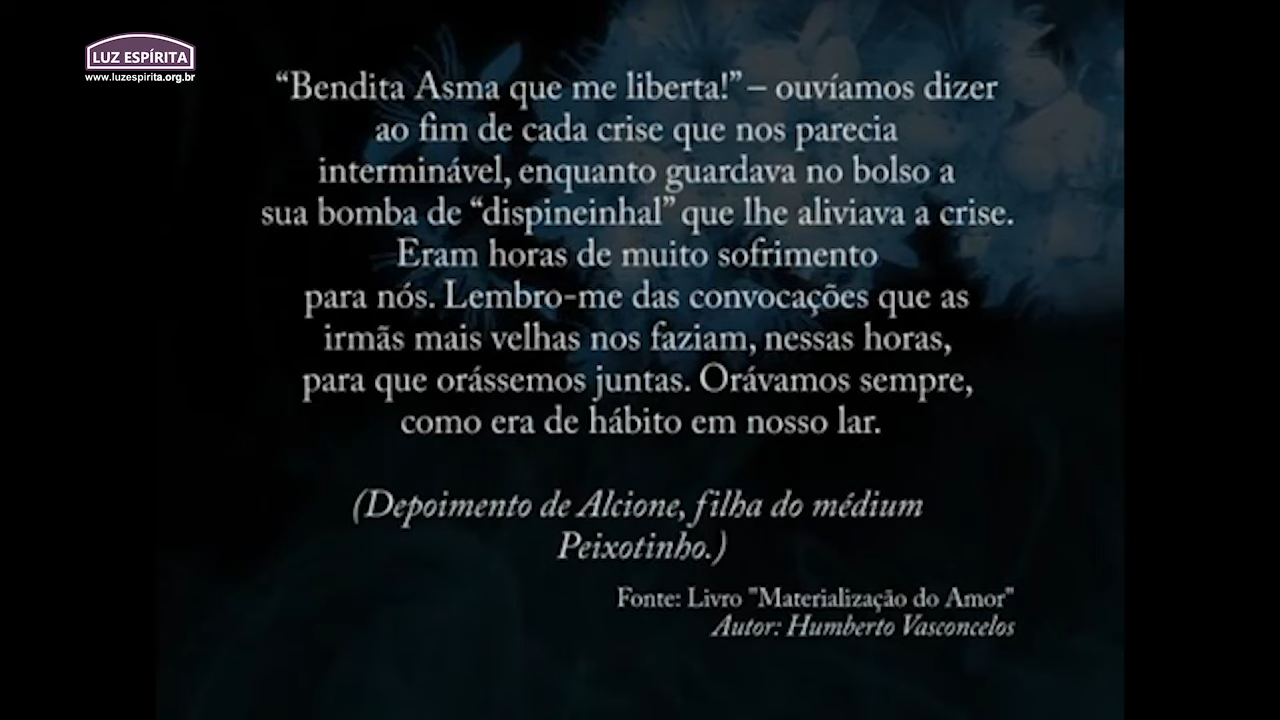 LUZ ESPÍRITA
www.luzespirita.org.br
“Bendita Asma que me liberta!” – ouvíamos dizer
ao fim de cada crise que nos parecia
interminável, enquanto guardava no bolso a
sua bomba de “dispineinhal” que lhe aliviava a crise.
Eram horas de muito sofrimento
para nós. Lembro-me das convocações que as
irmãs mais velhas nos faziam, nessas horas,
para que orássemos juntas. Orávamos sempre,
como era de hábito em nosso lar.
(Depoimento de Alcione, filha do médium
Peixotinho.)
Fonte: Livro "Materialização do Amor"
Autor: Humberto Vasconcelos